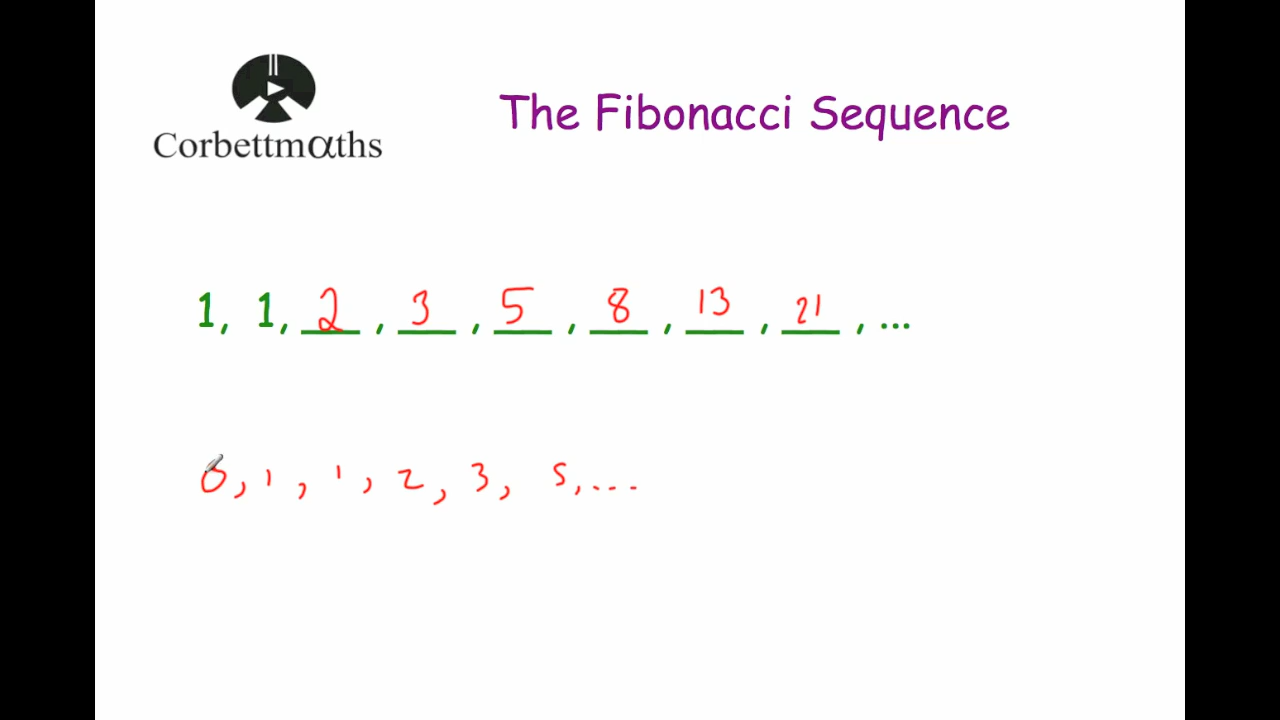 Corbettmαths
The Fibonacci Sequence
1, 1, 2, 3, 5, 8, 13, 21, ...
0, 1, 1, 2, 3, 5, ...